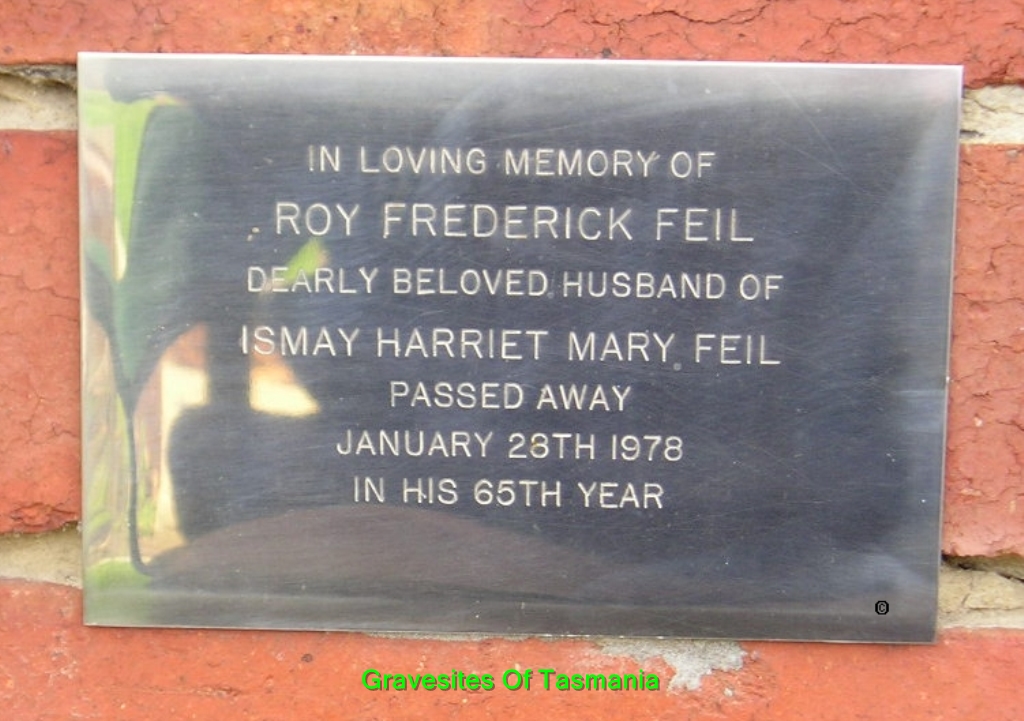 IN LOVING MEMORY OF
ROY FREDERICK FEIL
DEARLY BELOVED HUSBAND OF
ISMAY HARRIET MARY FEIL
PASSED AWAY
JANUARY 28TH 1978
IN HIS 65TH YEAR
©
Gravesites Of Tasmania